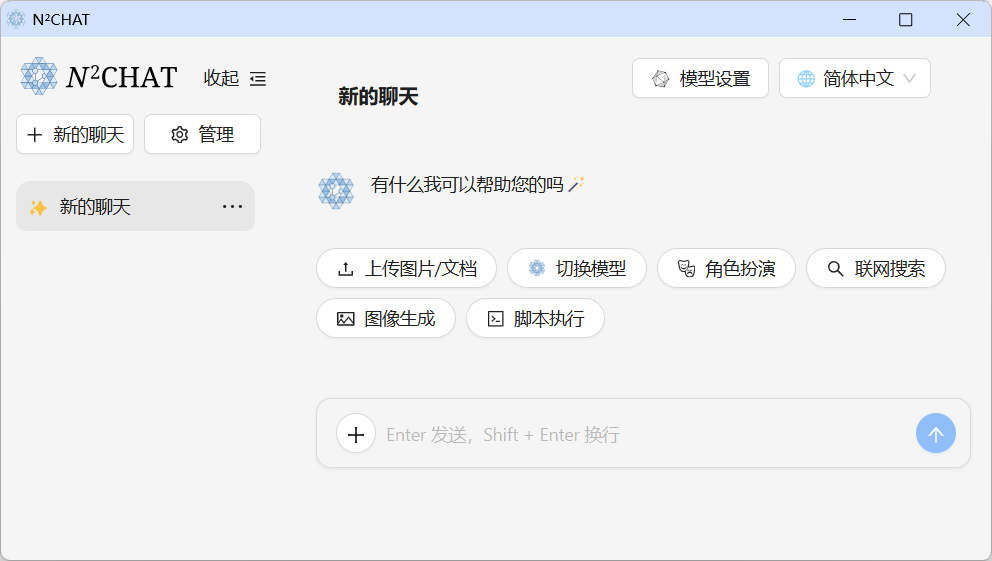 N²CHAT
N²CHAT 收起
新的聊天 管理
新的聊天
新的聊天
模型设置 简体中文
有什么我可以帮助您的吗
上传图片/文档 切换模型 角色扮演 联网搜索
图像生成 脚本执行
Enter 发送，Shift + Enter 换行